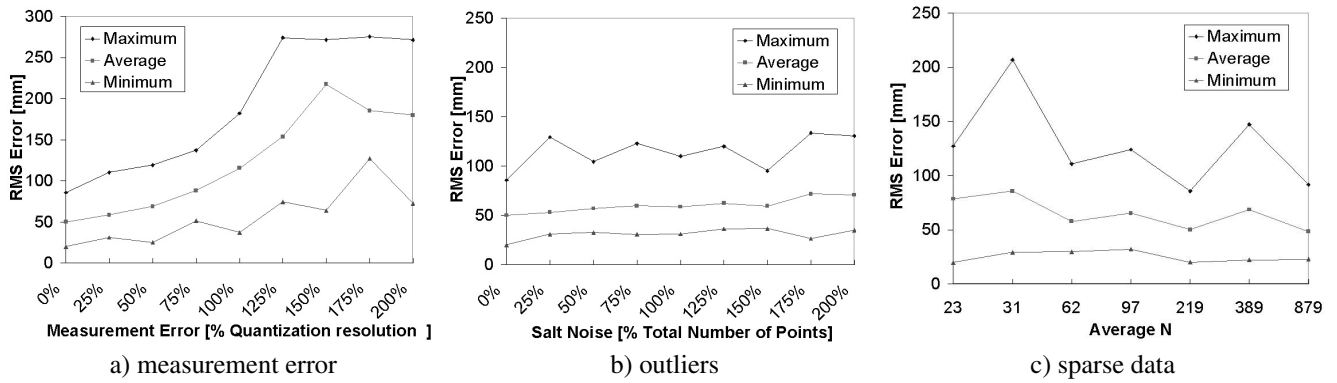 300
250
200
150
100
50
0
RMS Error [mm]
Maximum
Average
Minimum
0%
25%
50%
75%
100%
125%
150%
175%
200%
Measurement Error [% Quantization resolution ]
a) measurement error
250
200
150
100
50
0
RMS Error [mm]
Maximum
Average
Minimum
0%
25%
50%
75%
100%
125%
150%
175%
200%
Salt Noise [% Total Number of Points]
b) outliers
250
200
150
100
50
0
RMS Error [mm]
Maximum
Average
Minimum
23 31 62 97 219 389 879
Average N
c) sparse data